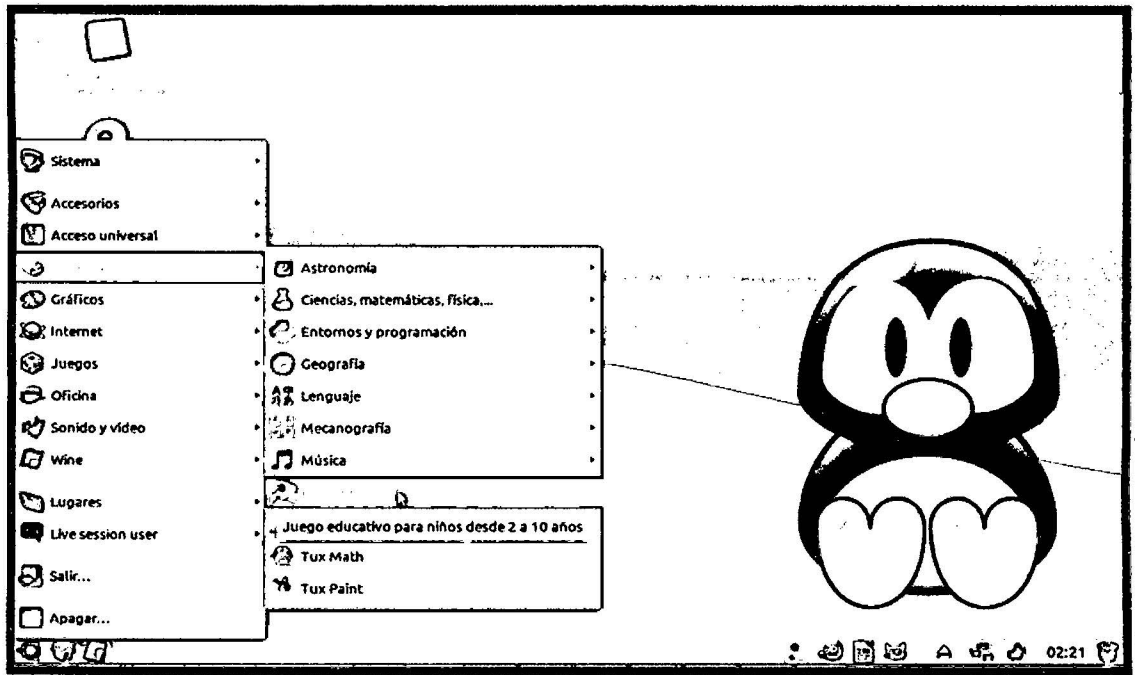 Sistema
Accesorios
Acceso universal
Gráficos
Internet
Juegos
Oficina
Sonido y vídeo
Wine
Lugares
Live session user
Salir...
Apagar...
Astronomía
Ciencias, matemáticas, física,...
Entornos y programación
Geografía
Lenguaje
Mecanografía
Música
Juego educativo para niños desde 2 a 10 años
Tux Math
Tux Paint
02:21